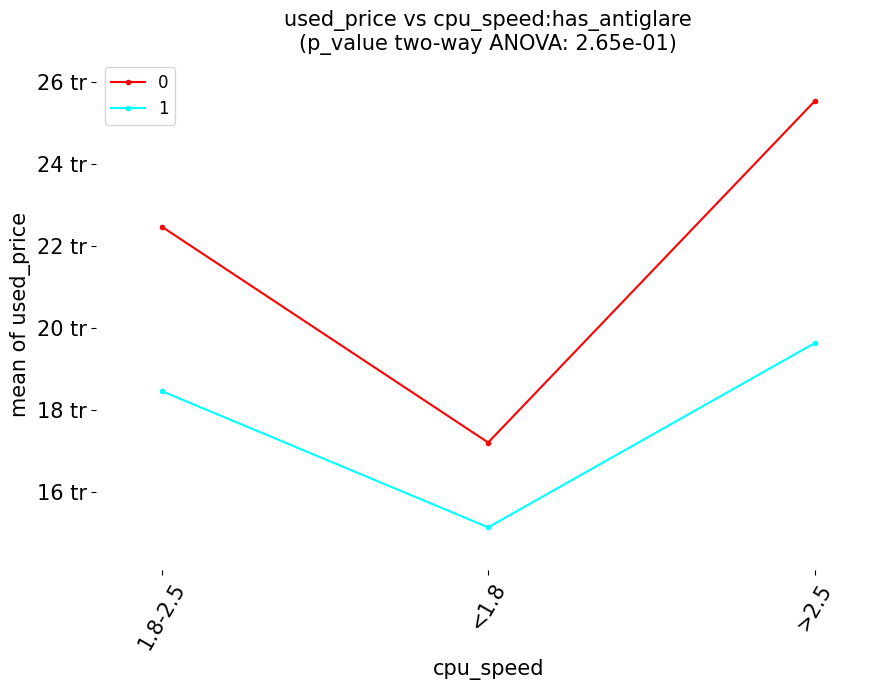 used_price vs cpu_speed:has_antiglare
(p_value two-way ANOVA: 2.65e-01)
0
1
26 tr
24 tr
22 tr
20 tr
18 tr
16 tr
mean of used_price
1.8-2.5
<1.8
>2.5
cpu_speed